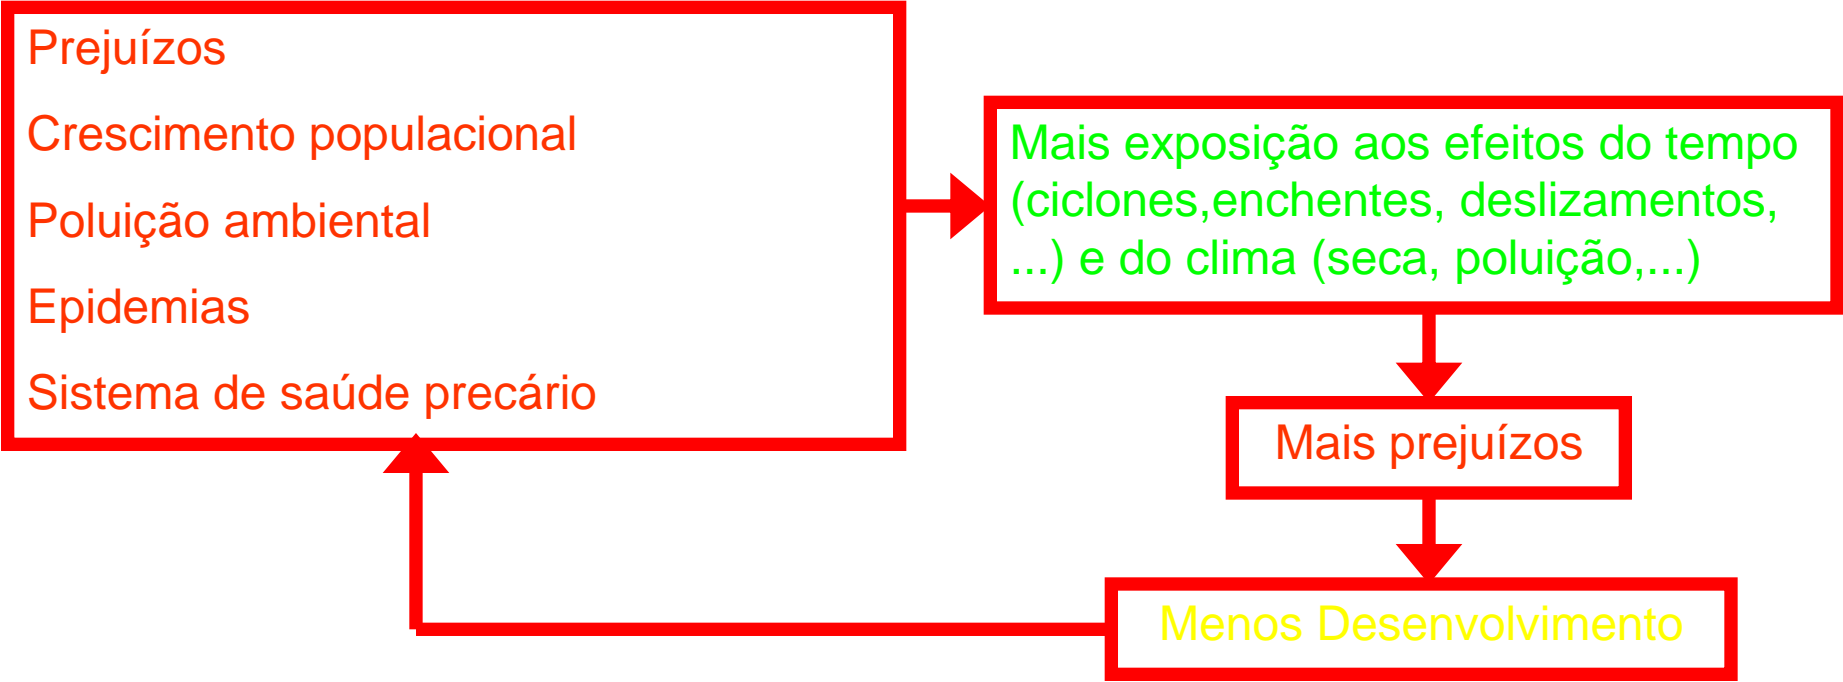 Prejuízos
Crescimento populacional
Poluição ambiental
Epidemias
Sistema de saúde precário
Mais exposição aos efeitos do tempo
(ciclones,enchentes, deslizamentos,
...) e do clima (seca, poluição,...)
Mais prejuízos
Menos Desenvolvimento